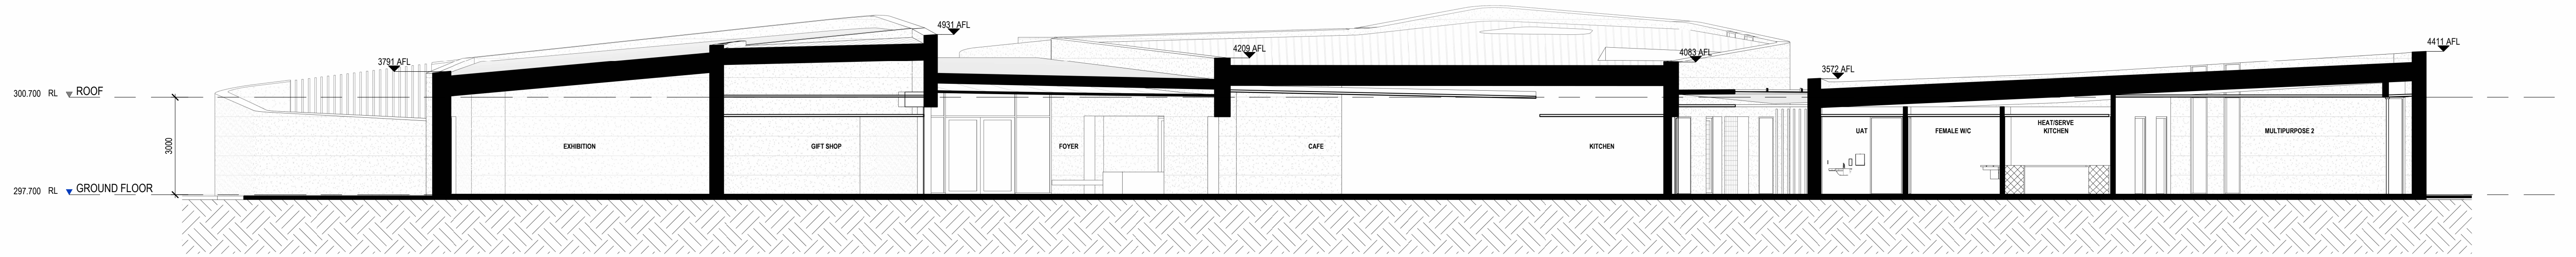 4931 AFL
4209 AFL
4083 AFL
4411 AFL
3791 AFL
3572 AFL
300.700 RL ROOF
3000
EXHIBITION
GIFT SHOP
FOYER
CAFE
KITCHEN
UAT
FEMALE W/C
HEAT/SERVE
KITCHEN
MULTIPURPOSE 2
297.700 RL GROUND FLOOR